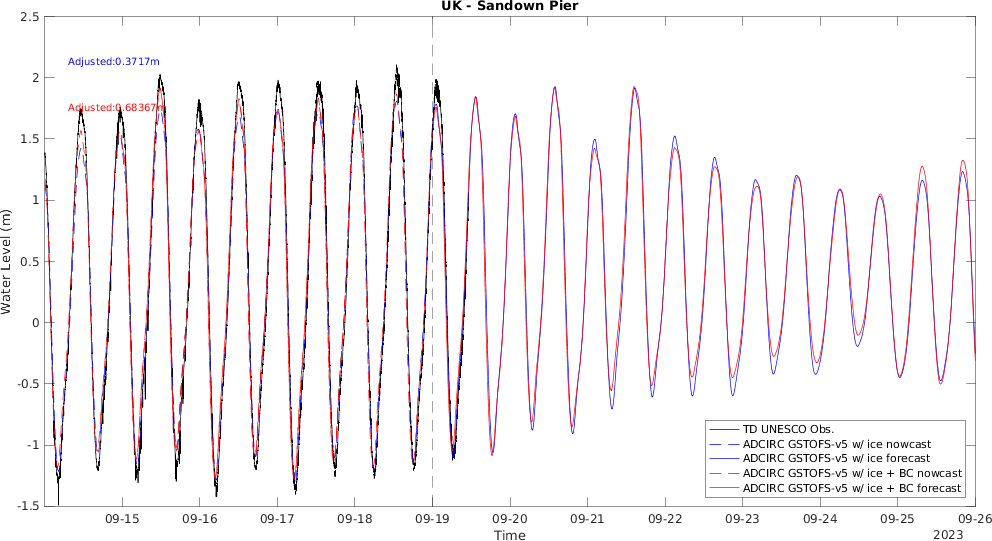 UK - Sandown Pier
2.5
2
1.5
1
0.5
0
-0.5
-1
-1.5
Water Level (m)
Adjusted:0.3717m
Adjusted:0.68367m
TD UNESCO Obs.
ADCIRC GSTOFS-v5 w/ ice nowcast
ADCIRC GSTOFS-v5 w/ ice forecast
ADCIRC GSTOFS-v5 w/ ice + BC nowcast
ADCIRC GSTOFS-v5 w/ ice + BC forecast
09-15 09-16 09-17 09-18 09-19 09-20 09-21 09-22 09-23 09-24 09-25 09-26
Time
2023